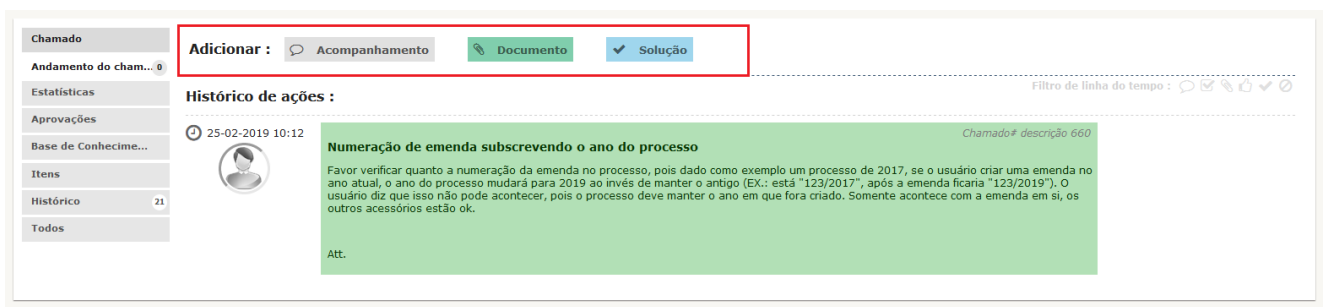 Chamado
Andamento do cham... 0
Estatísticas
Aprovações
Base de Conhecime...
Itens
Histórico 21
Todos
Adicionar : Acompanhamento Documento Solução
Filtro de linha do tempo :
Histórico de ações :
25-02-2019 10:12
Chamado# descrição 660
Numeração de emenda subscrevendo o ano do processo
Favor verificar quanto a numeração da emenda no processo, pois dado como exemplo um processo de 2017, se o usuário criar uma emenda no
ano atual, o ano do processo mudará para 2019 ao invés de manter o antigo (EX.: está "123/2017", após a emenda ficaria "123/2019"). O
usuário diz que isso não pode acontecer, pois o processo deve manter o ano em que fora criado. Somente acontece com a emenda em si, os
outros acessórios estão ok.
Att.